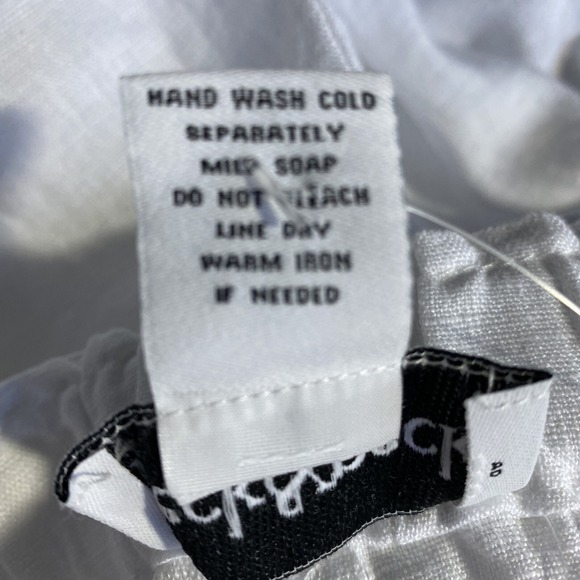 HAND WASH COLD
SEPARATELY
MILD SOAP
DO NOT BLEACH
LINE DRY
WARM IRON
IF NEEDED